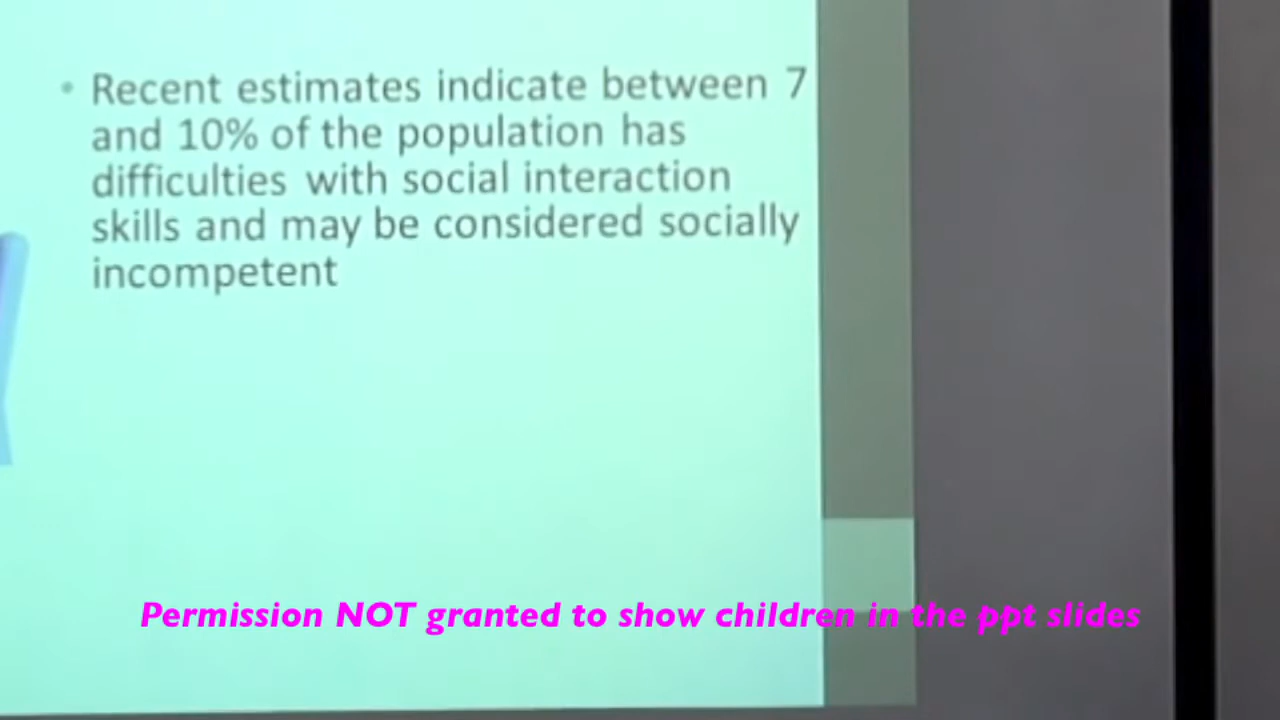 • Recent estimates indicate between 7
and 10% of the population has
difficulties with social interaction
skills and may be considered socially
incompetent
Permission NOT granted to show children in the ppt slides